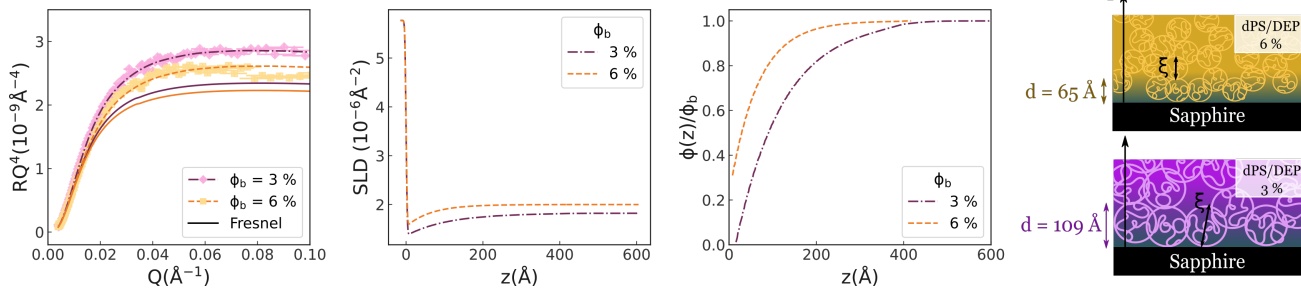 RQ⁴(10⁻⁹Å⁻⁴)
3
2
1
0
ϕb = 3 %
ϕb = 6 %
Fresnel
0.00 0.02 0.04 0.06 0.08 0.10
Q(Å⁻¹)
SLD (10⁻⁶Å⁻²)
4
2
ϕb
3 %
6 %
0 200 400 600
z(Å)
ϕ(z)/ϕb
1.0
0.8
0.6
0.4
0.2
0.0
ϕb
3 %
6 %
0 200 400 600
z(Å)
dPS/DEP
6 %
ξ
d = 65 Å
Sapphire
dPS/DEP
3 %
ξ
d = 109 Å
Sapphire